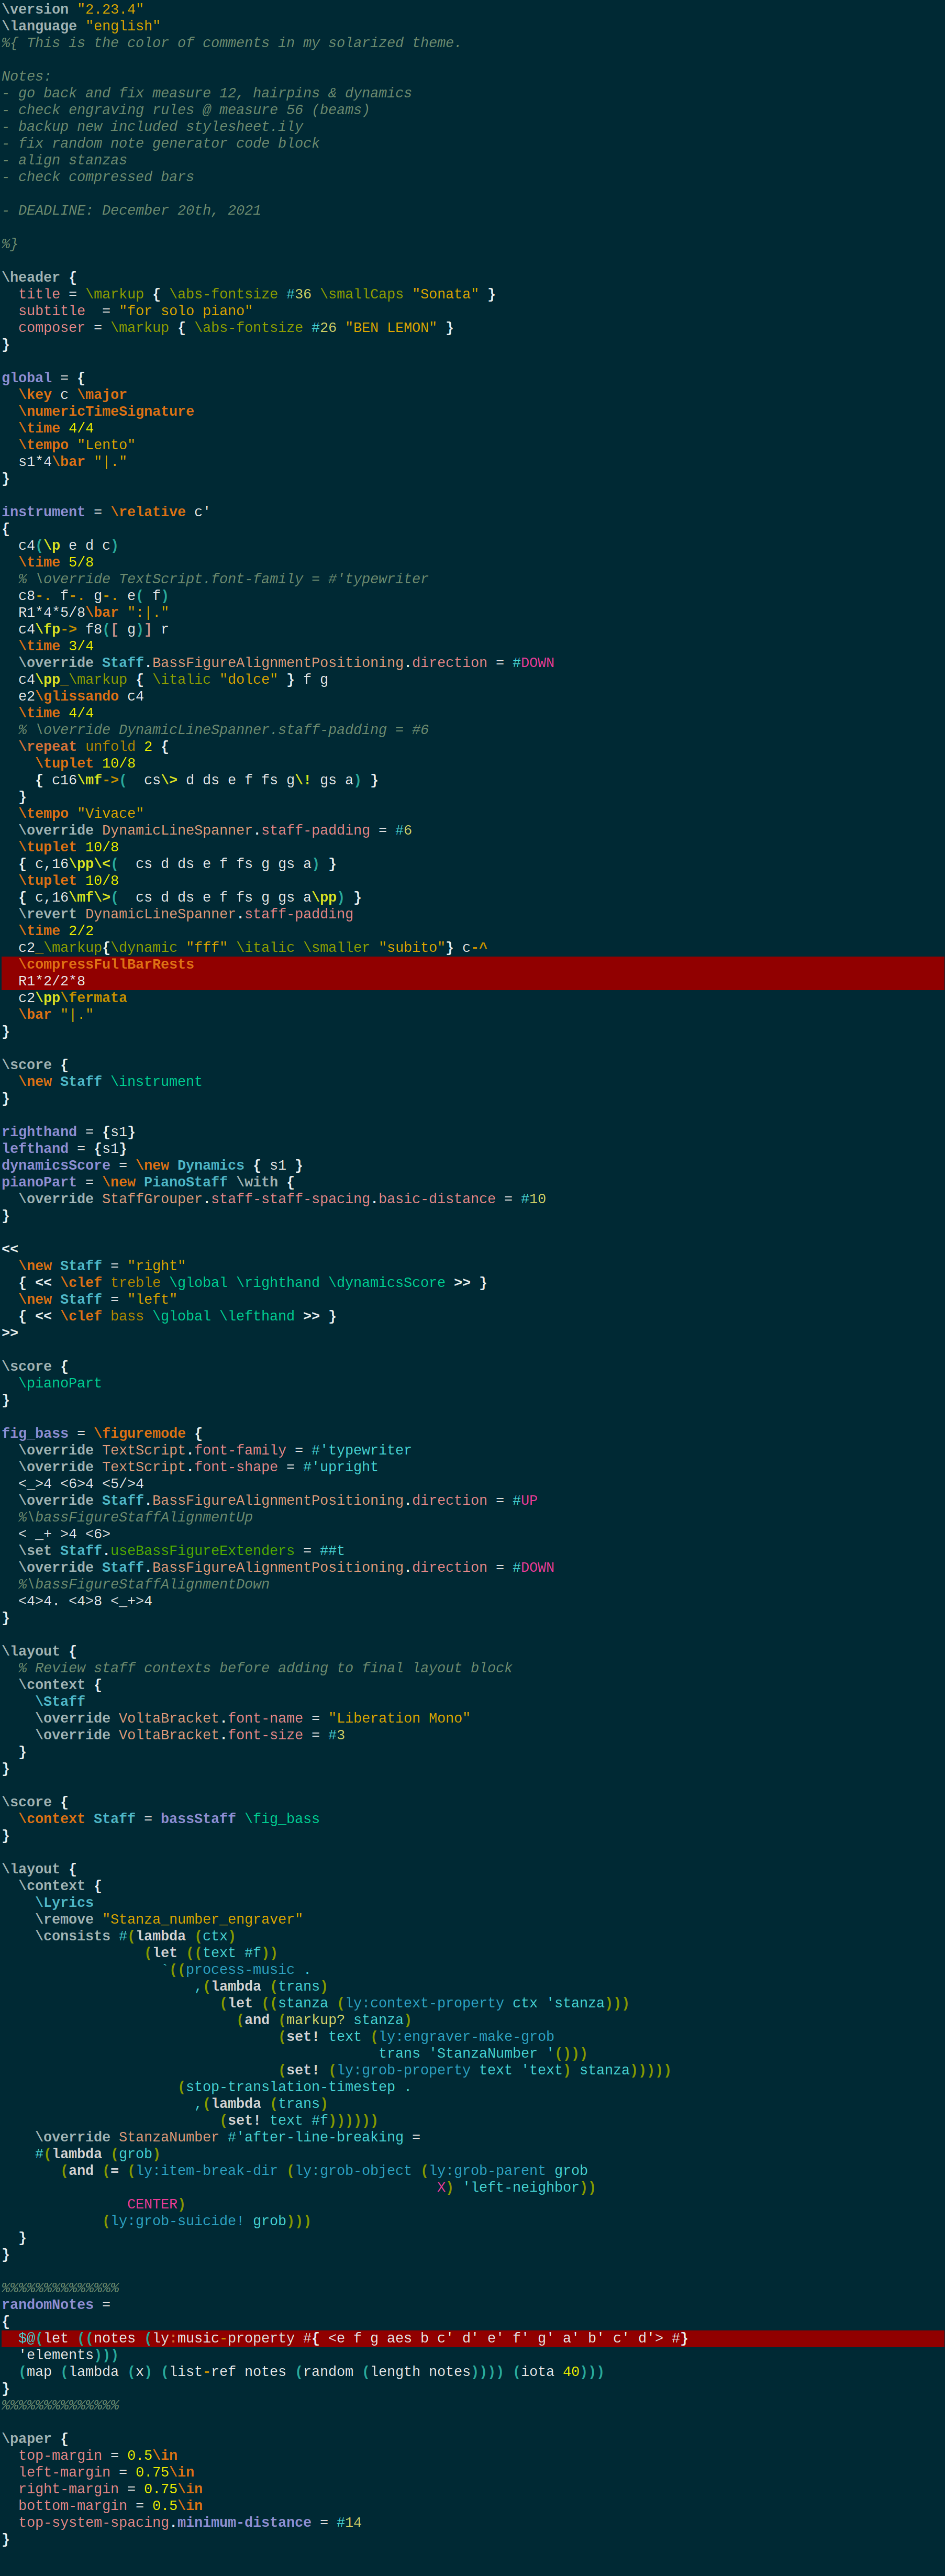 \version "2.23.4"
\language "english"
%{ This is the color of comments in my solarized theme.

Notes:
- go back and fix measure 12, hairpins & dynamics
- check engraving rules @ measure 56 (beams)
- backup new included stylesheet.ily
- fix random note generator code block
- align stanzas
- check compressed bars

- DEADLINE: December 20th, 2021

%}

\header {
  title = \markup { \abs-fontsize #36 \smallCaps "Sonata" }
  subtitle  = "for solo piano"
  composer = \markup { \abs-fontsize #26 "BEN LEMON" }
}

global = {
  \key c \major
  \numericTimeSignature
  \time 4/4
  \tempo "Lento"
  s1*4\bar "|."
}

instrument = \relative c'
{
  c4(\p e d c)
  \time 5/8
  % \override TextScript.font-family = #'typewriter
  c8-. f-. g-. e( f)
  R1*4*5/8\bar ":|."
  c4\fp-> f8([ g)] r
  \time 3/4
  \override Staff.BassFigureAlignmentPositioning.direction = #DOWN
  c4\pp_\markup { \italic "dolce" } f g
  e2\glissando c4
  \time 4/4
  % \override DynamicLineSpanner.staff-padding = #6
  \repeat unfold 2 {
    \tuplet 10/8
    { c16\mf->(  cs\> d ds e f fs g\! gs a) }
  }
  \tempo "Vivace"
  \override DynamicLineSpanner.staff-padding = #6
  \tuplet 10/8
  { c,16\pp\<(  cs d ds e f fs g gs a) }
  \tuplet 10/8
  { c,16\mf\>(  cs d ds e f fs g gs a\pp) }
  \revert DynamicLineSpanner.staff-padding
  \time 2/2
  c2_\markup{\dynamic "fff" \italic \smaller "subito"} c-^
  \compressFullBarRests
  R1*2/2*8
  c2\pp\fermata
  \bar "|."
}

\score {
  \new Staff \instrument
}

righthand = {s1}
lefthand = {s1}
dynamicsScore = \new Dynamics { s1 }
pianoPart = \new PianoStaff \with {
  \override StaffGrouper.staff-staff-spacing.basic-distance = #10
}

<<
  \new Staff = "right"
  { << \clef treble \global \righthand \dynamicsScore >> }
  \new Staff = "left"
  { << \clef bass \global \lefthand >> }
>>

\score {
  \pianoPart
}

fig_bass = \figuremode {
  \override TextScript.font-family = #'typewriter
  \override TextScript.font-shape = #'upright
  <_>4 <6>4 <5/>4
  \override Staff.BassFigureAlignmentPositioning.direction = #UP
  %\bassFigureStaffAlignmentUp
  < _+ >4 <6>
  \set Staff.useBassFigureExtenders = ##t
  \override Staff.BassFigureAlignmentPositioning.direction = #DOWN
  %\bassFigureStaffAlignmentDown
  <4>4. <4>8 <_+>4
}

\layout {
  % Review staff contexts before adding to final layout block
  \context {
    \Staff
    \override VoltaBracket.font-name = "Liberation Mono"
    \override VoltaBracket.font-size = #3
  }
}

\score {
  \context Staff = bassStaff \fig_bass
}

\layout {
  \context {
    \Lyrics
    \remove "Stanza_number_engraver"
    \consists #(lambda (ctx)
                 (let ((text #f))
                   `((process-music .
                       ,(lambda (trans)
                          (let ((stanza (ly:context-property ctx 'stanza)))
                            (and (markup? stanza)
                                 (set! text (ly:engraver-make-grob
                                             trans 'StanzaNumber '()))
                                 (set! (ly:grob-property text 'text) stanza)))))
                     (stop-translation-timestep .
                       ,(lambda (trans)
                          (set! text #f))))))
    \override StanzaNumber #'after-line-breaking =
    #(lambda (grob)
       (and (= (ly:item-break-dir (ly:grob-object (ly:grob-parent grob
                                                    X) 'left-neighbor))
               CENTER)
            (ly:grob-suicide! grob)))
  }
}

%%%%%%%%%%%%%%
randomNotes =
{
  $@(let ((notes (ly:music-property #{ <e f g aes b c' d' e' f' g' a' b' c' d'> #}
  'elements)))
  (map (lambda (x) (list-ref notes (random (length notes)))) (iota 40)))
}
%%%%%%%%%%%%%%

\paper {
  top-margin = 0.5\in
  left-margin = 0.75\in
  right-margin = 0.75\in
  bottom-margin = 0.5\in
  top-system-spacing.minimum-distance = #14
}